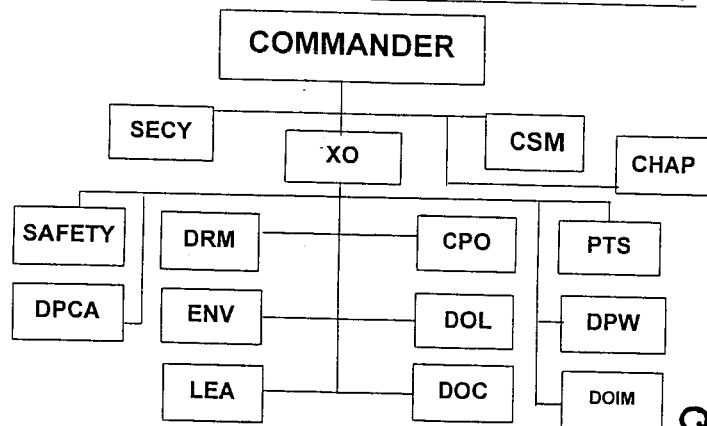 COMMANDER
SECY
XO
CSM
CHAP
SAFETY
DRM
CPO
PTS
DPCA
ENV
DOL
DPW
LEA
DOC
DOIM